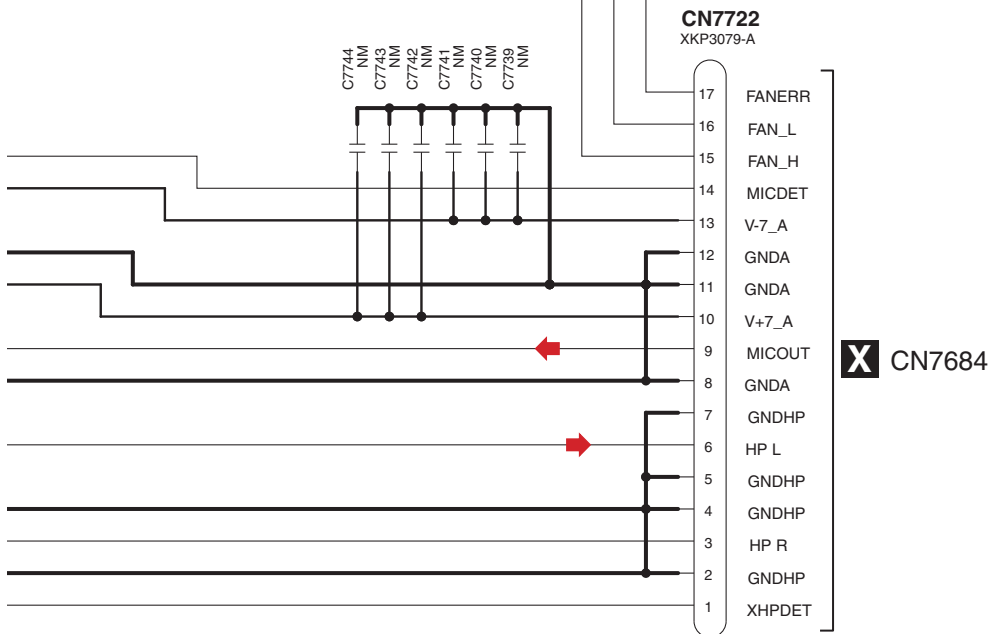 CN7722
XKP3079-A
C7744
NM
C7743
NM
C7742
NM
C7741
NM
C7740
NM
C7739
NM
17 FANERR
16 FAN_L
15 FAN_H
14 MICDET
13 V-7_A
12 GNDA
11 GNDA
10 V+7_A
9 MICOUT
8 GNDA
7 GNDHP
6 HP L
5 GNDHP
4 GNDHP
3 HP R
2 GNDHP
1 XHPDET
X CN7684